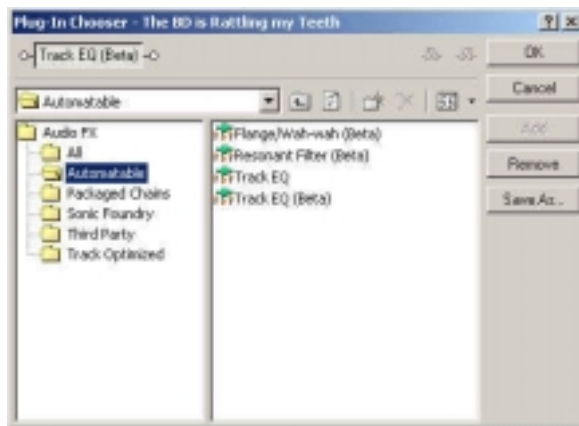 Plug-In Chooser - The BD is Rattling my Teeth
Track EQ (Beta)
OK
Automatable
Cancel
Audio FX
All
Automatable
Packaged Chains
Sonic Foundry
Third Party
Track Optimized
Flange/Wah-wah (Beta)
Resonant Filter (Beta)
Track EQ
Track EQ (Beta)
Add
Remove
Save As...